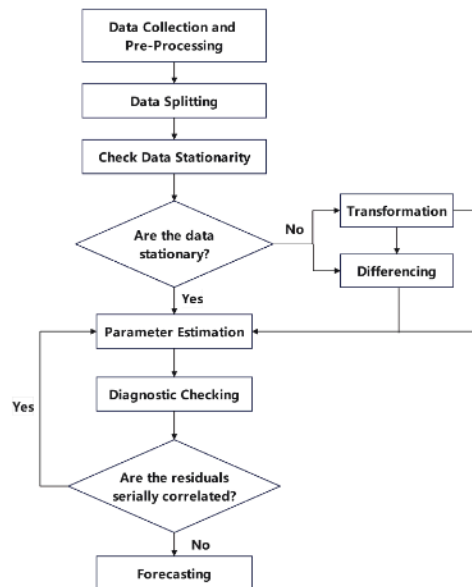 Data Collection and
Pre-Processing
Data Splitting
Check Data Stationarity
Are the data
stationary?
No
Transformation
Differencing
Yes
Parameter Estimation
Diagnostic Checking
Yes
Are the residuals
serially correlated?
No
Forecasting